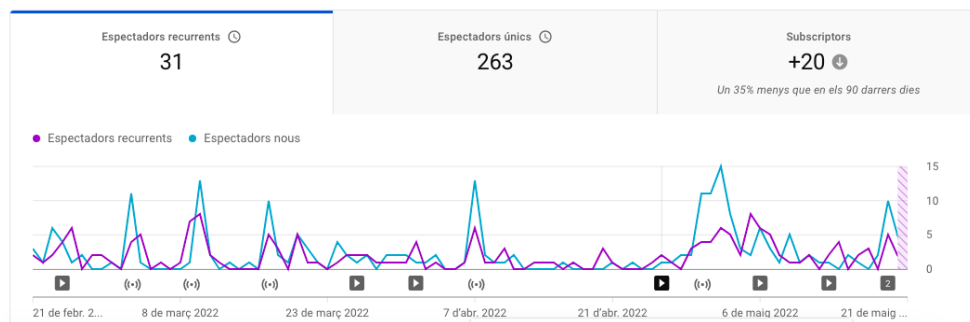 Espectadors recurrents
31
Espectadors únics
263
Subscriptors
+20
Un 35% menys que en els 90 darrers dies
Espectadors recurrents
Espectadors nous
15
10
5
0
2
21 de febr. 2...
8 de març 2022
23 de març 2022
7 d'abr. 2022
21 d'abr. 2022
6 de maig 2022
21 de maig ...